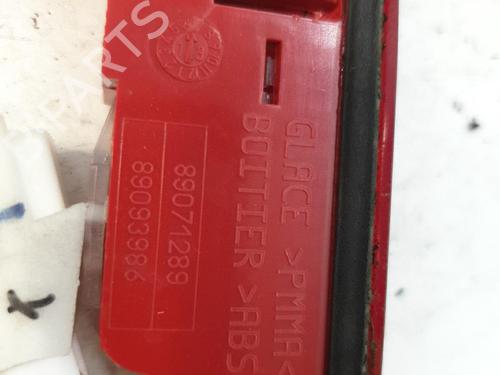 GLACE >PMMA<
BOITIER >ABS
89071289
89093986
B-PARTS